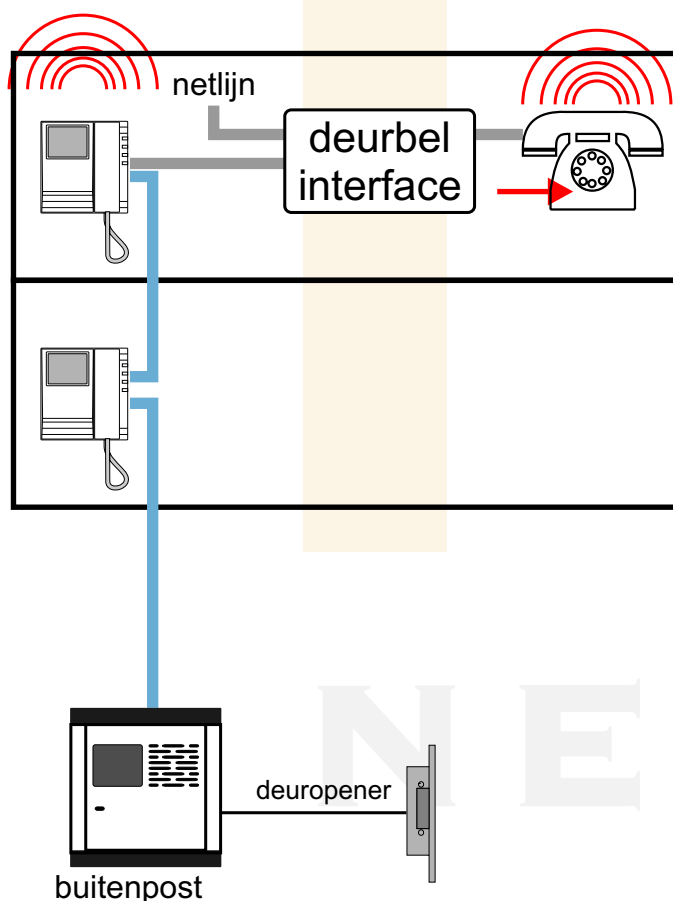 netlijn
deurbel
interface
deuropener
N E
buitenpost